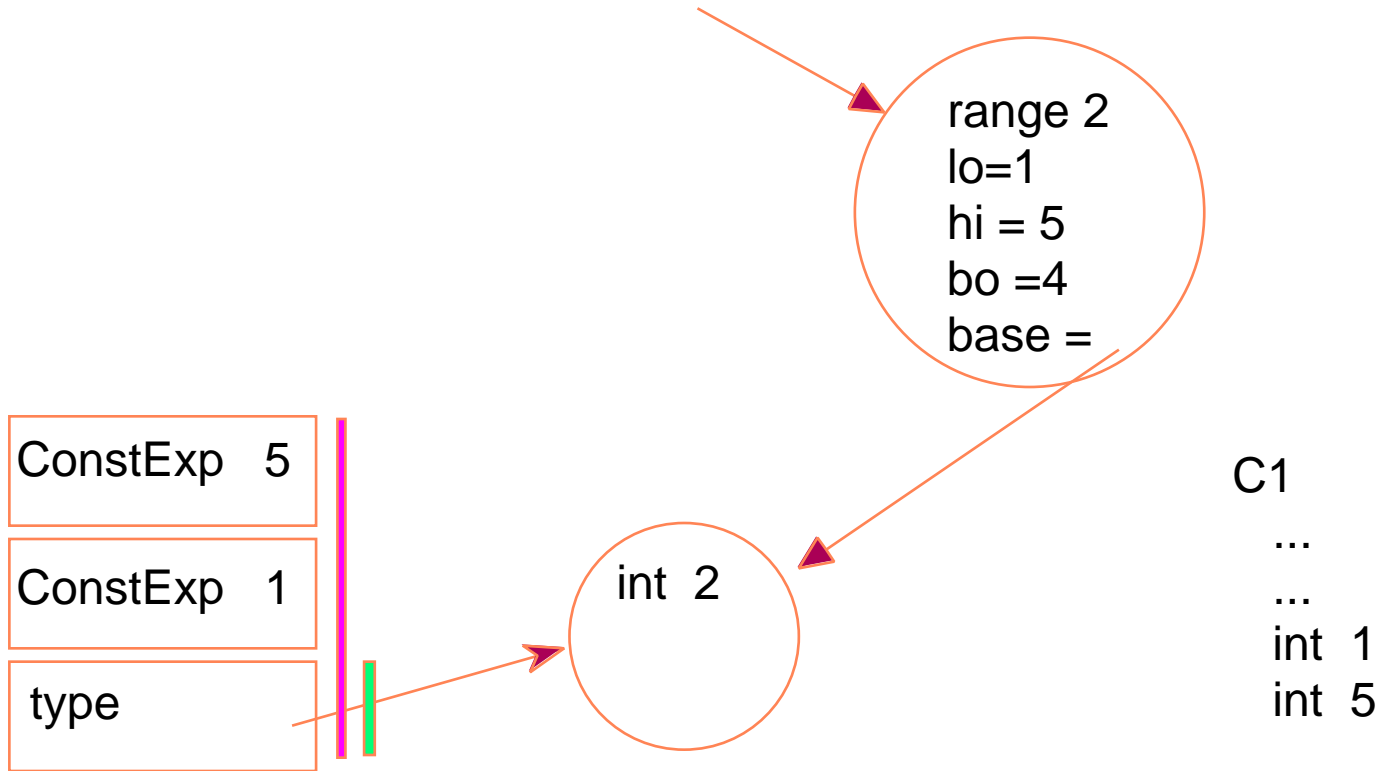 range 2
lo=1
hi = 5
bo =4
base =
ConstExp 5
ConstExp 1
type
int 2
C1
...
...
int 1
int 5